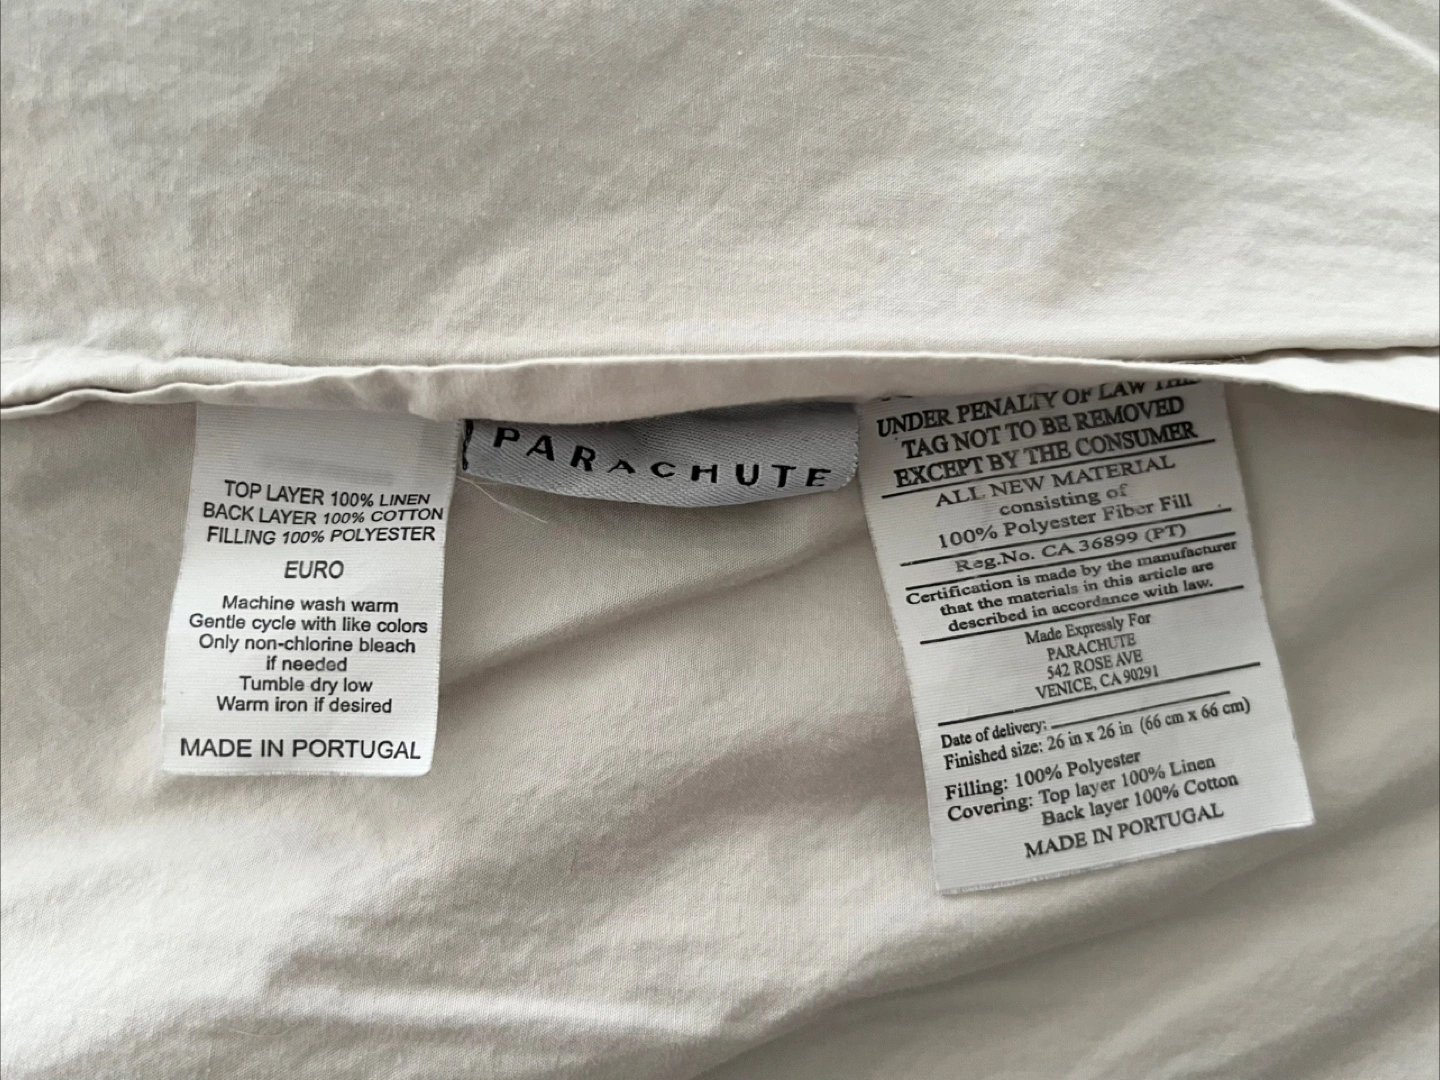 TOP LAYER 100% LINEN
BACK LAYER 100% COTTON
FILLING 100% POLYESTER
EURO
Machine wash warm
Gentle cycle with like colors
Only non-chlorine bleach
if needed
Tumble dry low
Warm iron if desired
MADE IN PORTUGAL
PARACHUTE
UNDER PENALTY OF LAW THIS
TAG NOT TO BE REMOVED
EXCEPT BY THE CONSUMER
ALL NEW MATERIAL
consisting of
100% Polyester Fiber Fill
Reg.No. CA 36899 (PT)
Certification is made by the manufacturer
that the materials in this article are
described in accordance with law.
Made Expressly For
PARACHUTE
542 ROSE AVE
VENICE, CA 90291
Date of delivery:
Finished size: 26 in x 26 in (66 cm x 66 cm)
Filling: 100% Polyester
Covering: Top layer 100% Linen
Back layer 100% Cotton
MADE IN PORTUGAL